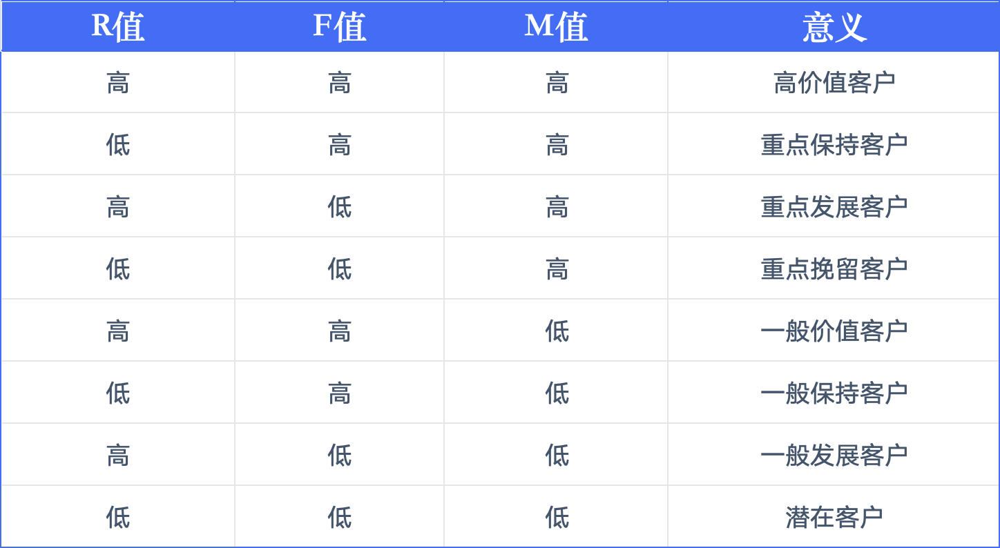 R值 F值 M值 意义
高 高 高 高价值客户
低 高 高 重点保持客户
高 低 高 重点发展客户
低 低 高 重点挽留客户
高 高 低 一般价值客户
低 高 低 一般保持客户
高 低 低 一般发展客户
低 低 低 潜在客户